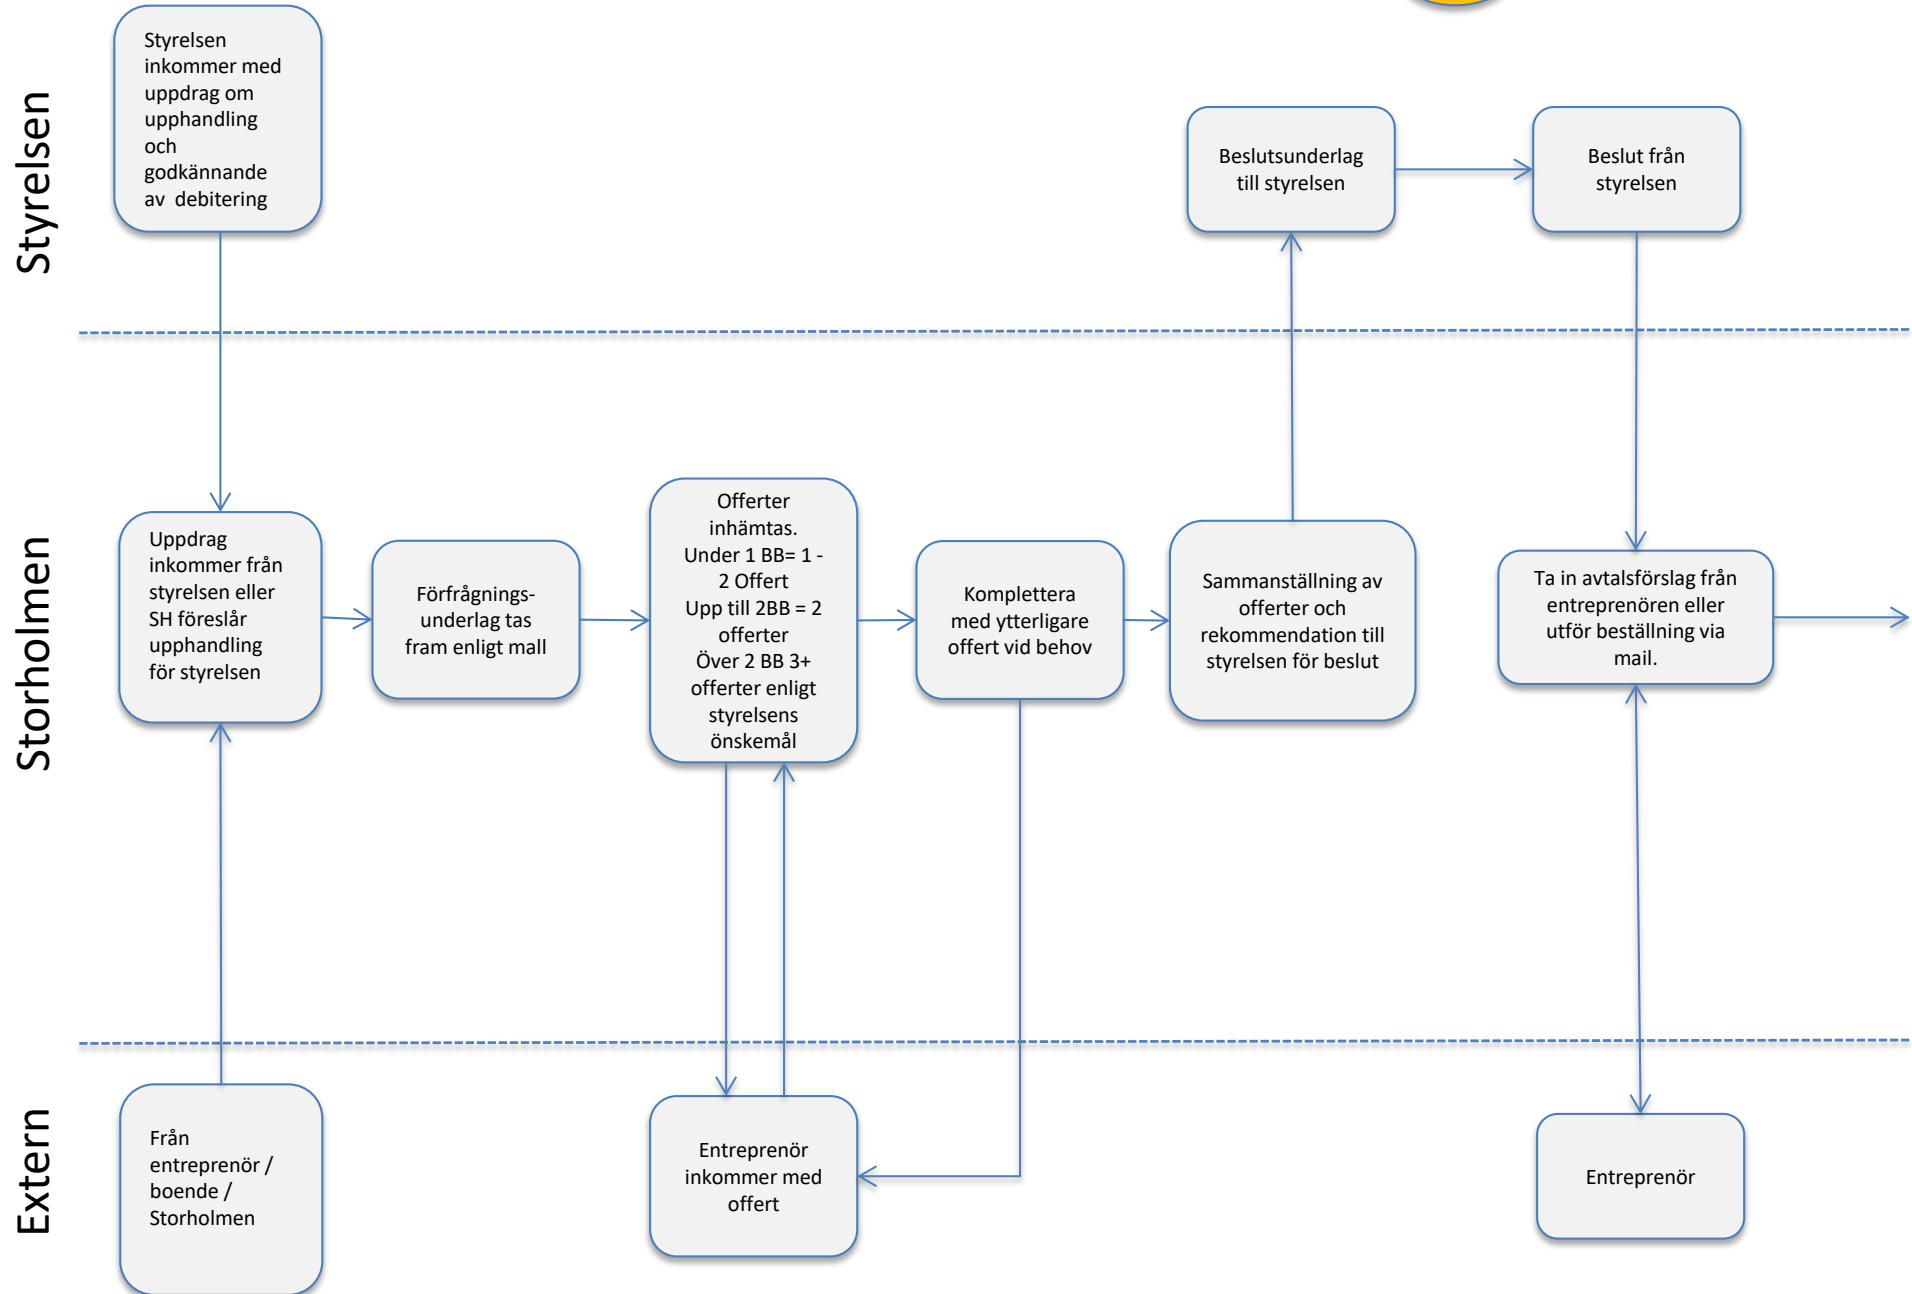 Styrelsen
Styrelsen
inkommer med
uppdrag om
upphandling
och
godkännande
av debitering
Beslutsunderlag
till styrelsen
Beslut från
styrelsen
Storholmen
Uppdrag
inkommer från
styrelsen eller
SH föreslår
upphandling
för styrelsen
Förfrågnings-
underlag tas
fram enligt mall
Offerter
inhämtas.
Under 1 BB= 1 -
2 Offert
Upp till 2BB = 2
offerter
Över 2 BB 3+
offerter enligt
styrelsens
önskemål
Komplettera
med ytterligare
offert vid behov
Sammanställning av
offerter och
rekommendation till
styrelsen för beslut
Ta in avtalsförslag från
entreprenören eller
utför beställning via
mail.
Extern
Från
entreprenör /
boende /
Storholmen
Entreprenör
inkommer med
offert
Entreprenör